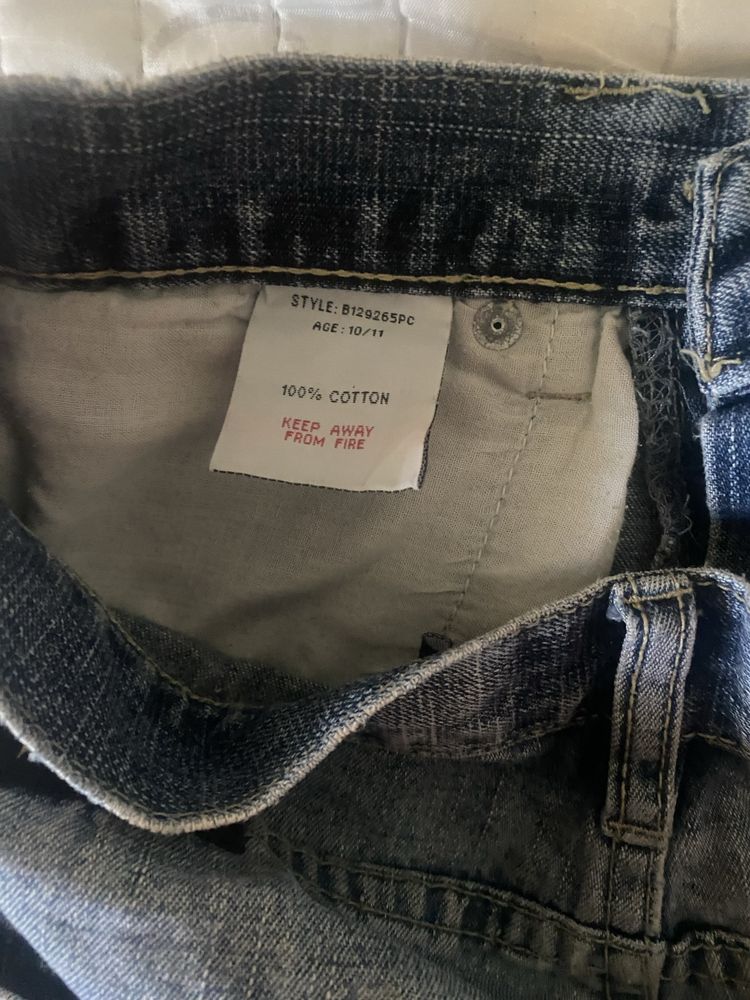 STYLE: B129265PC
AGE: 10/11
100% COTTON
KEEP AWAY
FROM FIRE